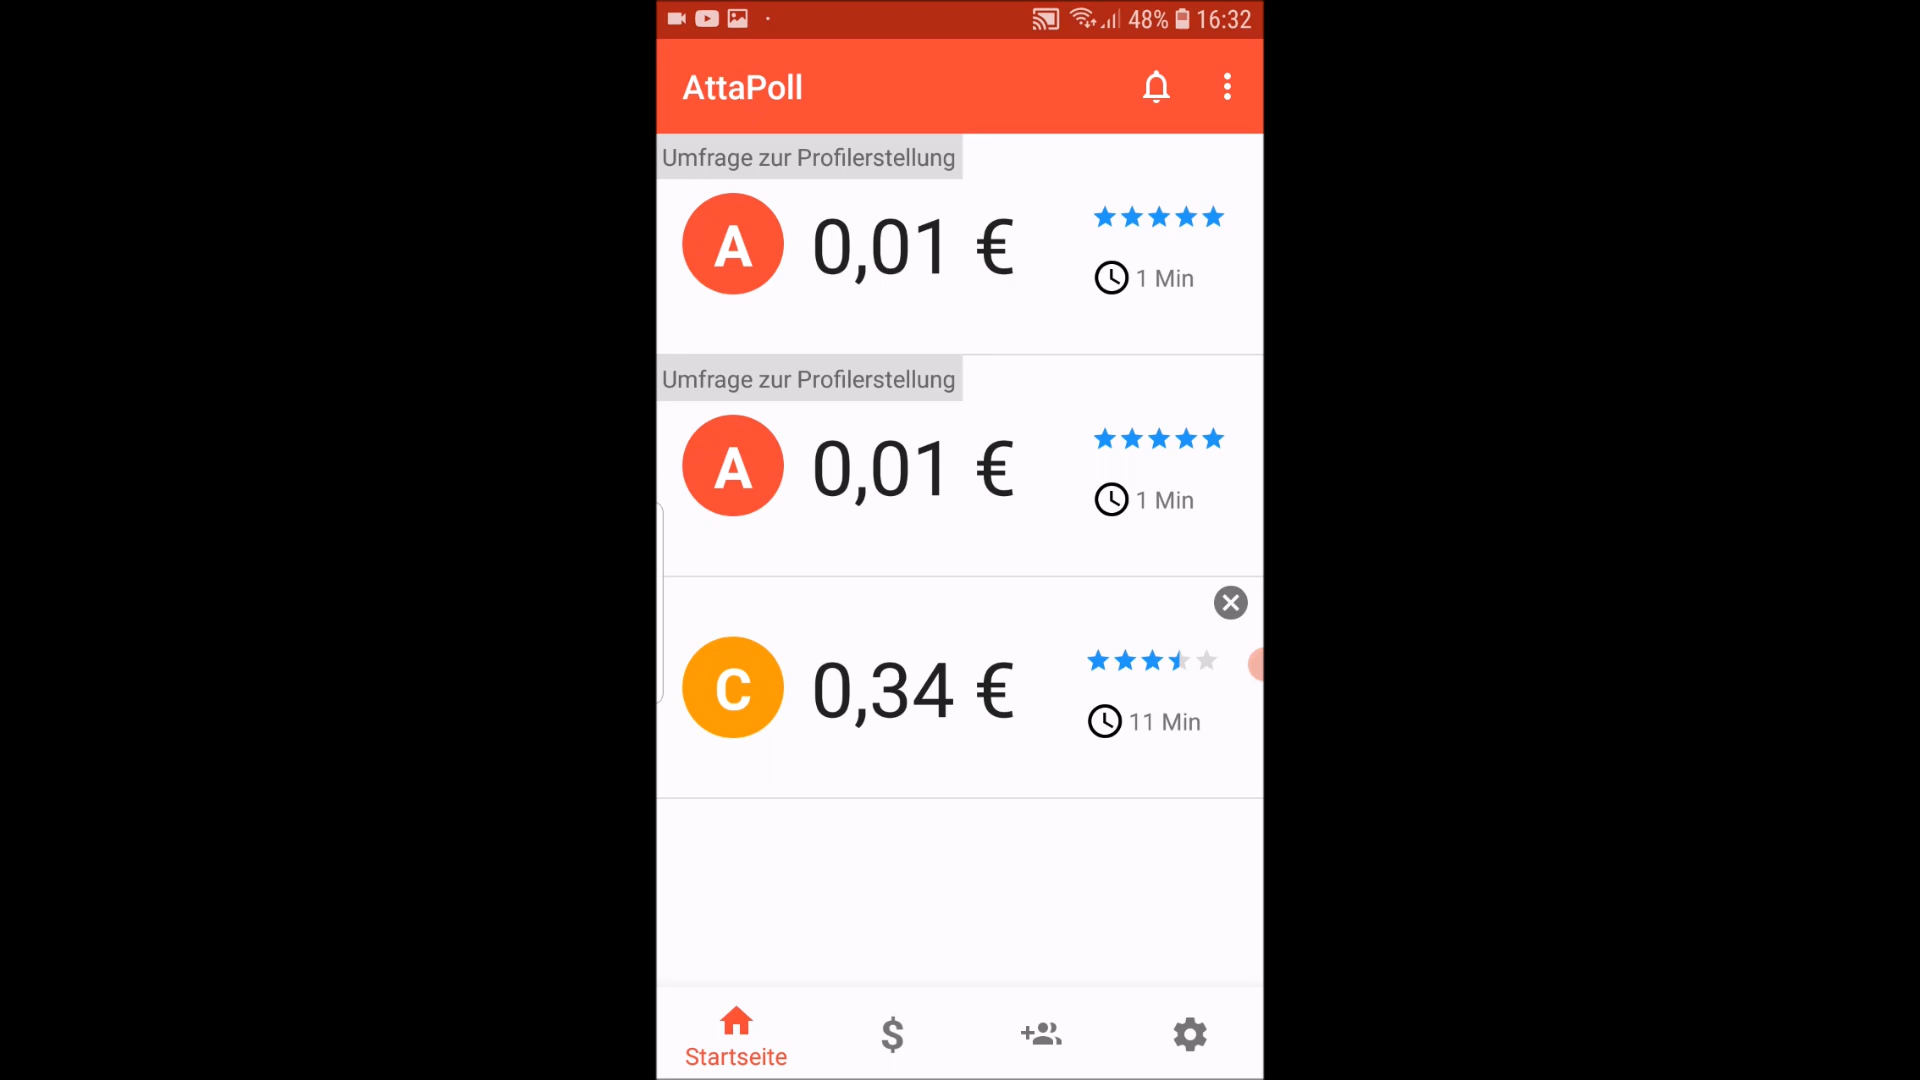 48% 16:32
AttaPoll
Umfrage zur Profilerstellung
A 0,01 €
1 Min
Umfrage zur Profilerstellung
A 0,01 €
1 Min
C 0,34 €
11 Min
$
Startseite